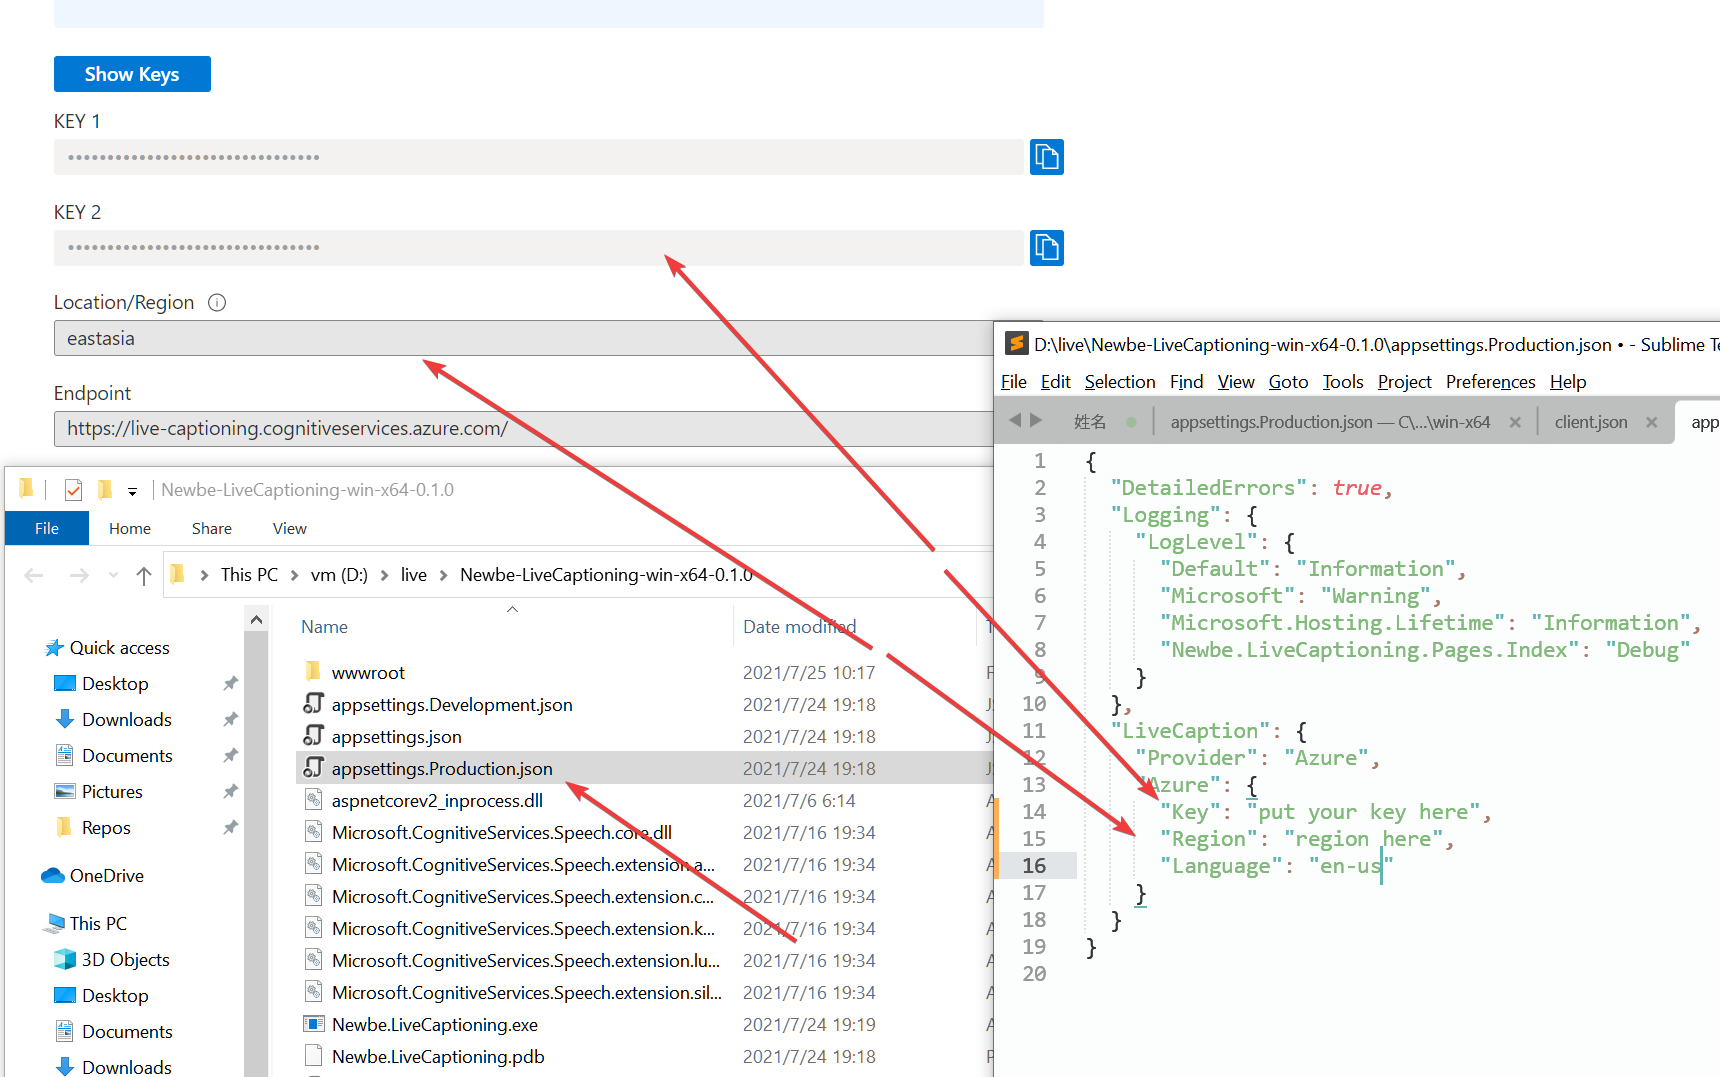 Show Keys
KEY 1
••••••••••••••••••••••••••••••••
KEY 2
••••••••••••••••••••••••••••••••
Location/Region
eastasia
Endpoint
https://live-captioning.cognitiveservices.azure.com/
Newbe-LiveCaptioning-win-x64-0.1.0
File Home Share View
This PC > vm (D:) > live > Newbe-LiveCaptioning-win-x64-0.1.0
Quick access
Desktop
Downloads
Documents
Pictures
Repos
OneDrive
This PC
3D Objects
Desktop
Documents
Downloads
Name Date modified
wwwroot 2021/7/25 10:17
appsettings.Development.json 2021/7/24 19:18
appsettings.json 2021/7/24 19:18
appsettings.Production.json 2021/7/24 19:18
aspnetcorev2_inprocess.dll 2021/7/6 6:14
Microsoft.CognitiveServices.Speech.core.dll 2021/7/16 19:34
Microsoft.CognitiveServices.Speech.extension.a... 2021/7/16 19:34
Microsoft.CognitiveServices.Speech.extension.c... 2021/7/16 19:34
Microsoft.CognitiveServices.Speech.extension.k... 2021/7/16 19:34
Microsoft.CognitiveServices.Speech.extension.lu... 2021/7/16 19:34
Microsoft.CognitiveServices.Speech.extension.sil... 2021/7/16 19:34
Newbe.LiveCaptioning.exe 2021/7/24 19:19
Newbe.LiveCaptioning.pdb 2021/7/24 19:18
D:\live\Newbe-LiveCaptioning-win-x64-0.1.0\appsettings.Production.json • - Sublime Te
File Edit Selection Find View Goto Tools Project Preferences Help
姓名 appsettings.Production.json — C\...\win-x64 client.json app
1 {
2 "DetailedErrors": true,
3 "Logging": {
4 "LogLevel": {
5 "Default": "Information",
6 "Microsoft": "Warning",
7 "Microsoft.Hosting.Lifetime": "Information",
8 "Newbe.LiveCaptioning.Pages.Index": "Debug"
9 }
10 },
11 "LiveCaption": {
12 "Provider": "Azure",
13 "Azure": {
14 "Key": "put your key here",
15 "Region": "region here",
16 "Language": "en-us"
17 }
18 }
19 }
20